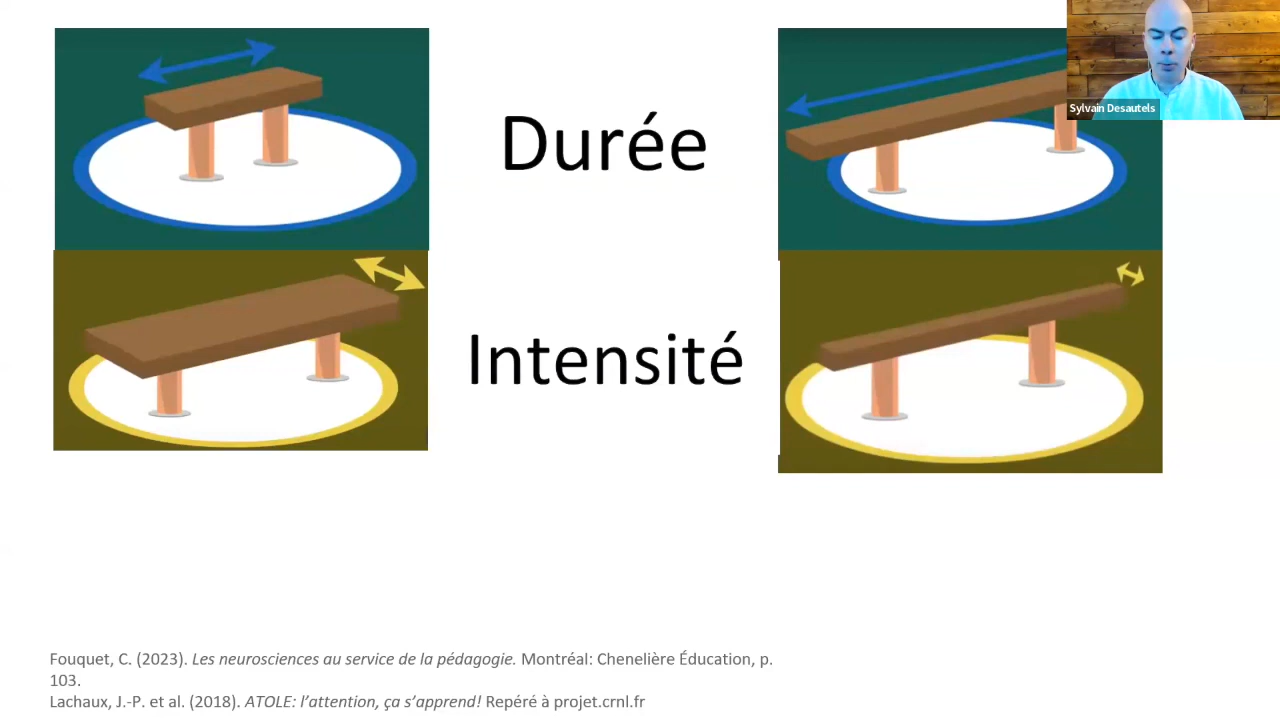 Sylvain Desautels
Durée
Intensité
Fouquet, C. (2023). Les neurosciences au service de la pédagogie. Montréal: Chenelière Éducation, p.
103.
Lachaux, J.-P. et al. (2018). ATOLE: l’attention, ça s’apprend! Repéré à projet.crnl.fr